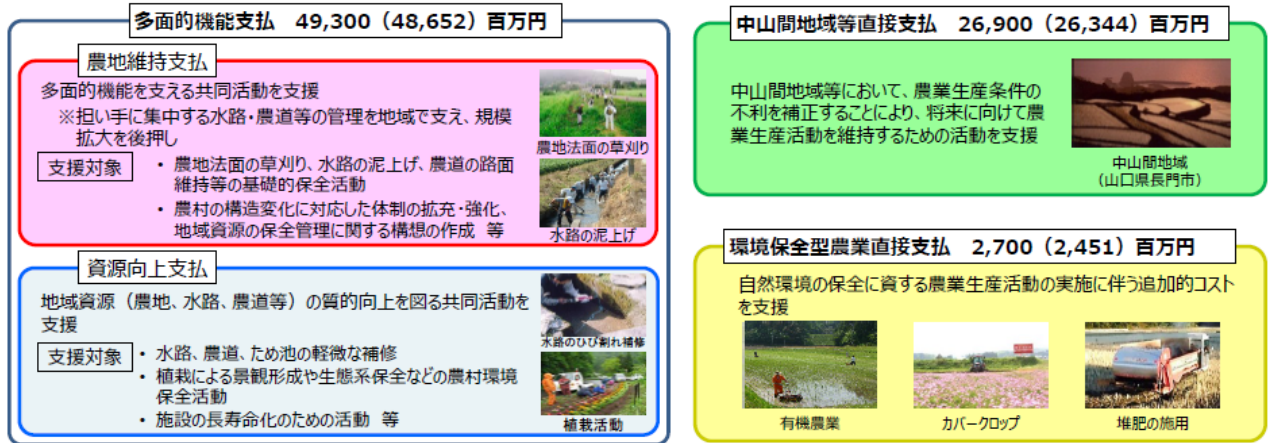 多面的機能支払　49,300（48,652）百万円
農地維持支払
多面的機能を支える共同活動を支援
※担い手に集中する水路・農道等の管理を地域で支え、規模
拡大を後押し
支援対象
・ 農地法面の草刈り、水路の泥上げ、農道の路面
維持等の基礎的保全活動
・ 農村の構造変化に対応した体制の拡充・強化、
地域資源の保全管理に関する構想の作成　等
農地法面の草刈り
水路の泥上げ
資源向上支払
地域資源（農地、水路、農道等）の質的向上を図る共同活動を
支援
支援対象
・ 水路、農道、ため池の軽微な補修
・ 植栽による景観形成や生態系保全などの農村環境
保全活動
・ 施設の長寿命化のための活動　等
水路のひび割れ補修
植栽活動
中山間地域等直接支払　26,900（26,344）百万円
中山間地域等において、農業生産条件の
不利を補正することにより、将来に向けて農
業生産活動を維持するための活動を支援
中山間地域
（山口県長門市）
環境保全型農業直接支払　2,700（2,451）百万円
自然環境の保全に資する農業生産活動の実施に伴う追加的コスト
を支援
有機農業
カバークロップ
堆肥の施用